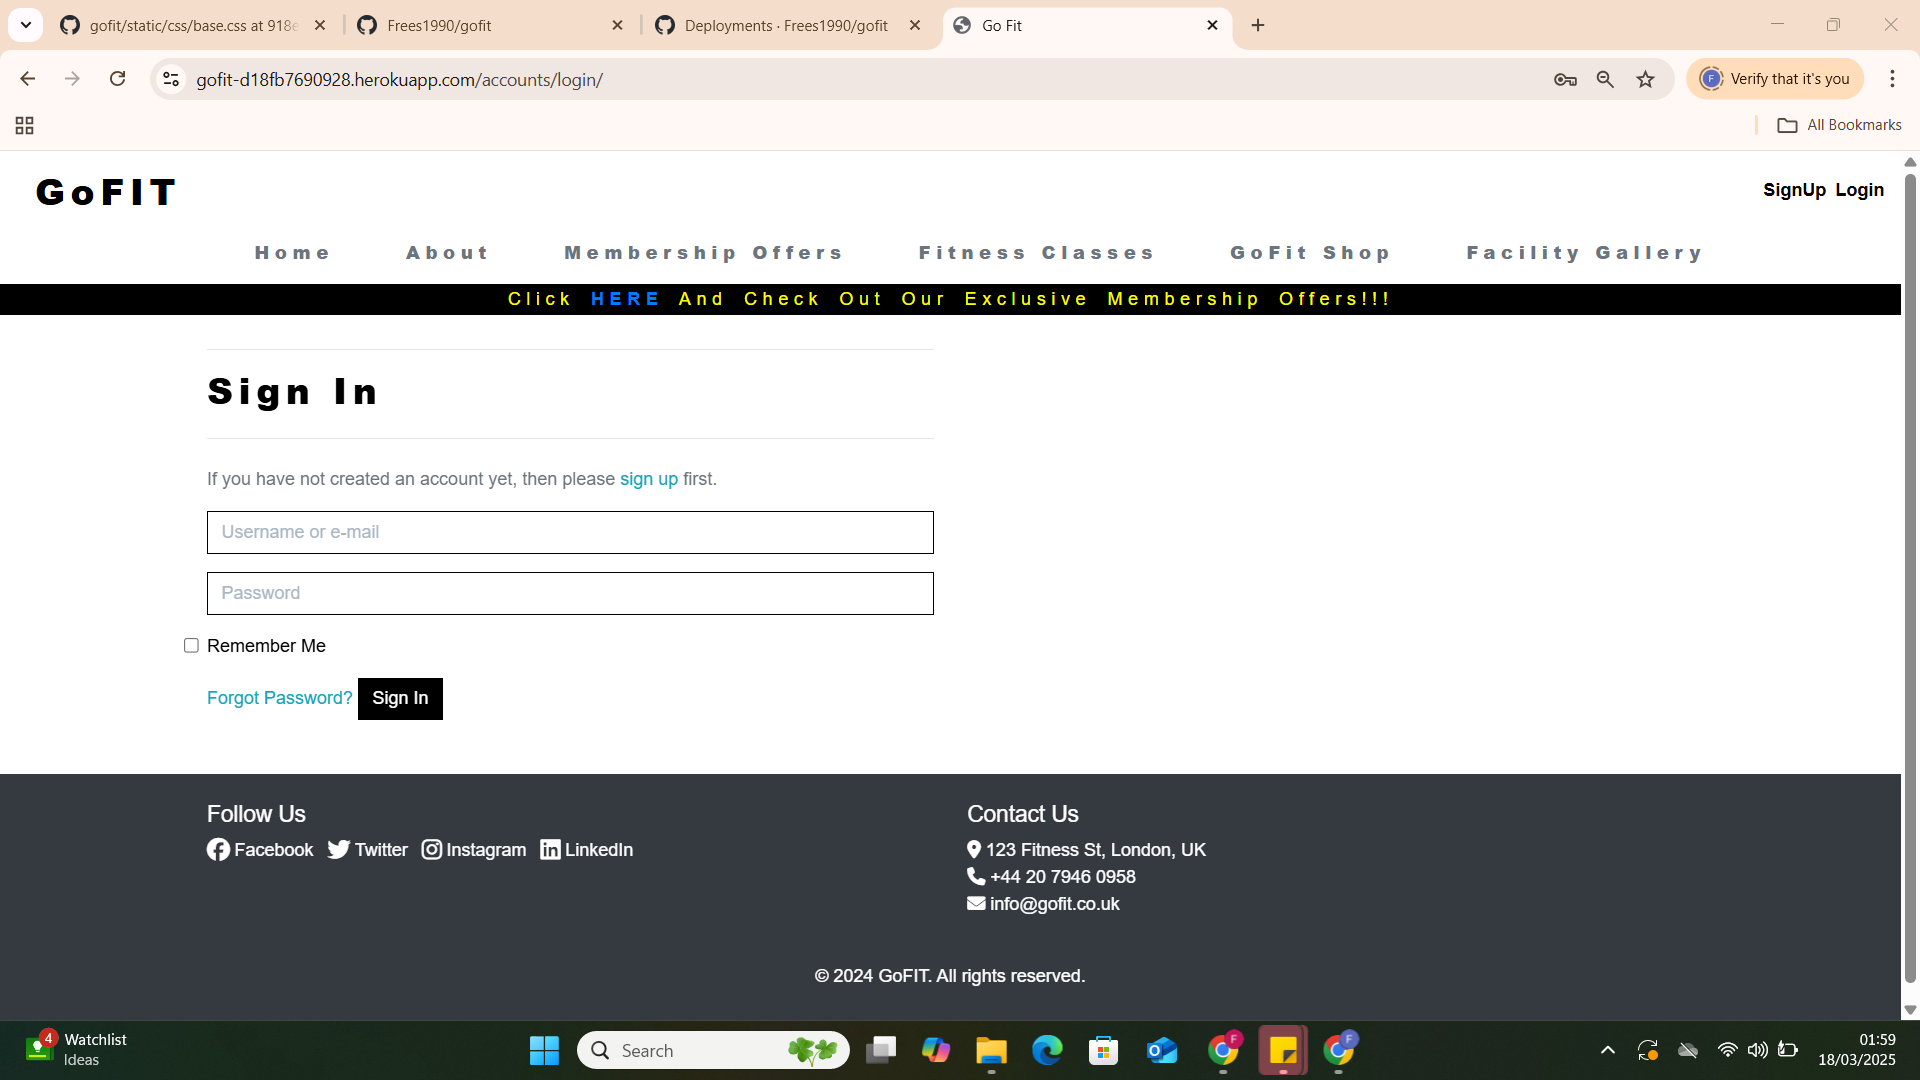 gofit/static/css/base.css at 918e
Frees1990/gofit
Deployments · Frees1990/gofit
Go Fit
gofit-d18fb7690928.herokuapp.com/accounts/login/
F
Verify that it's you
All Bookmarks
GoFIT
SignUp Login
Home About Membership Offers Fitness Classes GoFit Shop Facility Gallery
Click HERE And Check Out Our Exclusive Membership Offers!!!
Sign In
If you have not created an account yet, then please sign up first.
Username or e-mail
Password
Remember Me
Forgot Password? Sign In
Follow Us
Facebook Twitter Instagram LinkedIn
Contact Us
123 Fitness St, London, UK
+44 20 7946 0958
info@gofit.co.uk
© 2024 GoFIT. All rights reserved.
4
Watchlist
Ideas
Search
F
F
01:59
18/03/2025